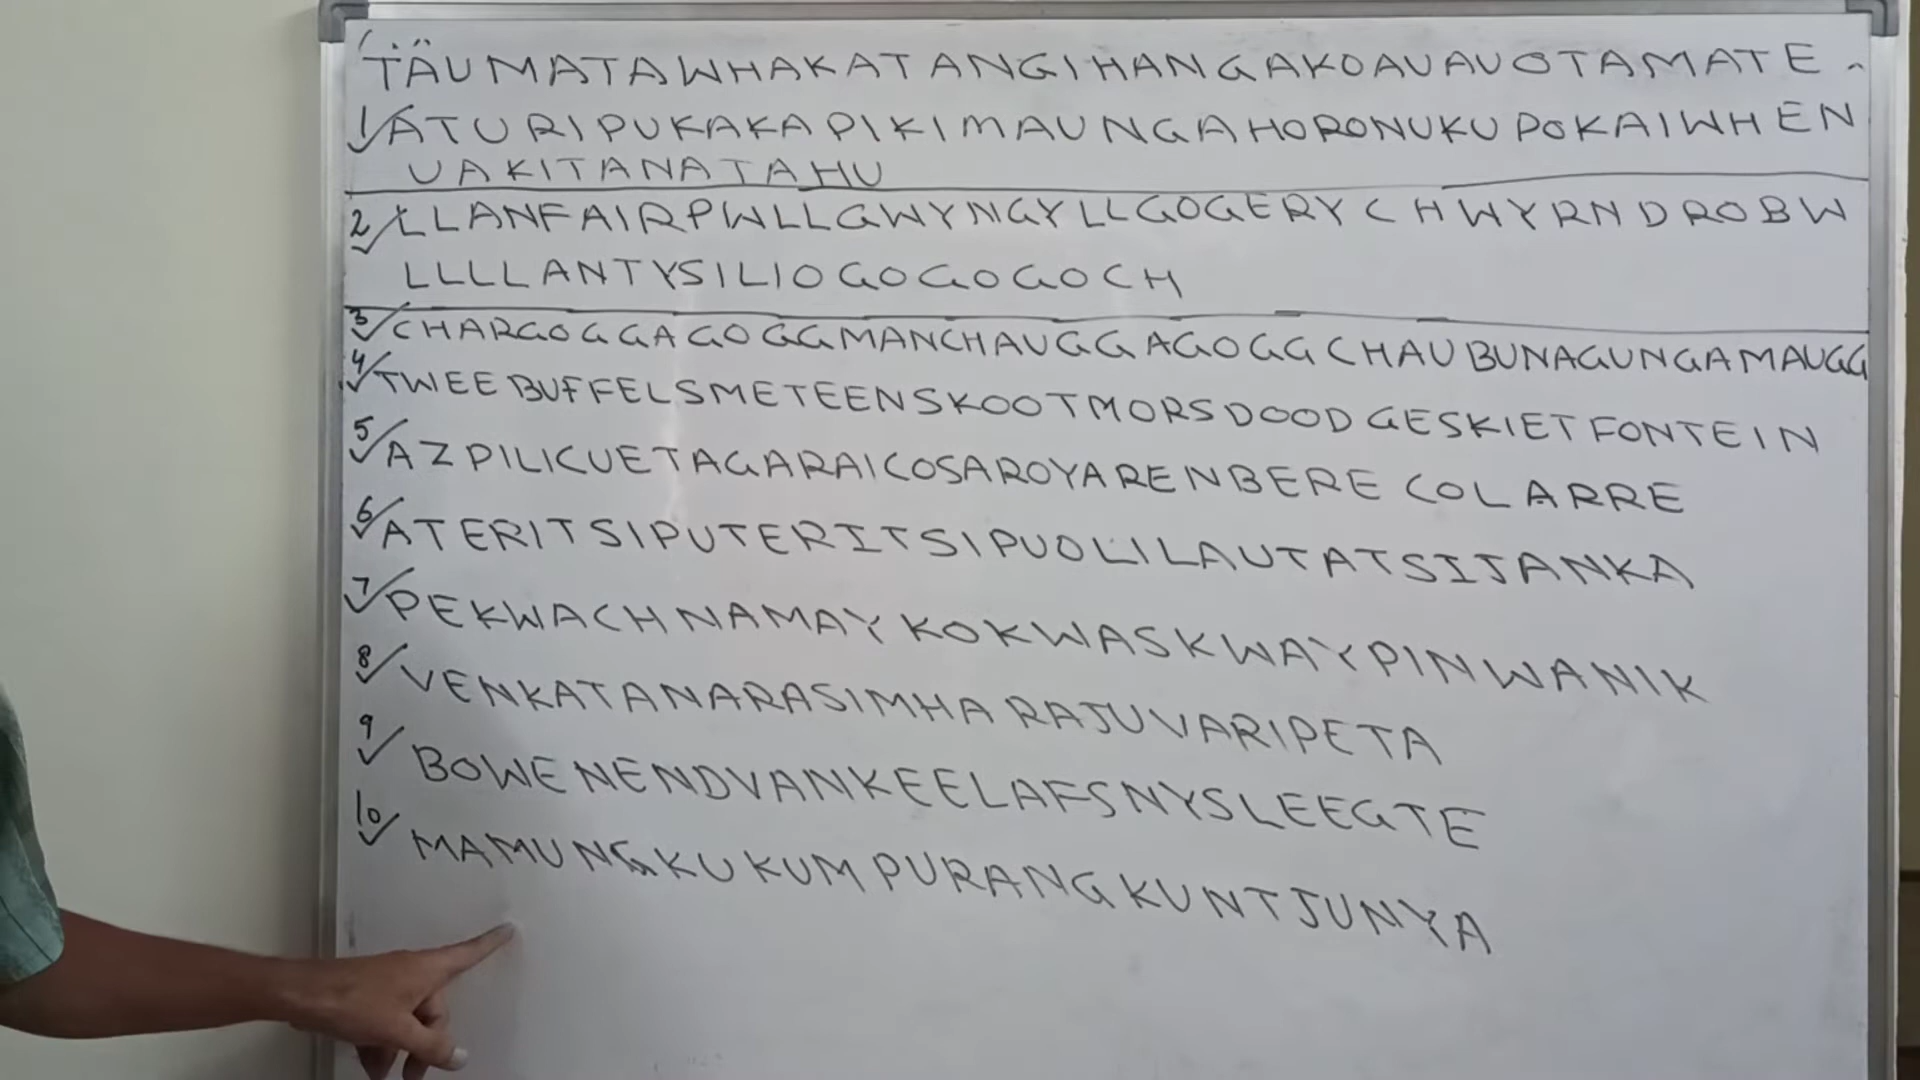 TÄUMATAWHAKATANGIHANGAKOAUAUOTAMATE-
1 ATURIPUKAKAPIKIMAUNGAHORONUKUPOKAIWHEN
UAKITANATAHU
2 LLANFAIRPWLLGWYNGYLLGOGERYCHWYRNDROBW
LLLLANTYSILIOGOGOGOCH
3 CHARGOGGAGOGGMANCHAUGGAGOGGCHAUBUNAGUNGAMAUGG
4 TWEEBUFFELSMETEENSKOOTMORSDOODGESKIETFONTEIN
5 AZPILICUETAGARAICOSAROYARENBERECOLARRE
6 ATERITSIPUTERITSIPUOLILAUTATSIJANKA
7 PEKWACHNAMAYKOKWASKWAYPINWANIK
8 VENKATANARASIMHARAJUVARIPETA
9 BOWENENDVANKEELAFSNYSLEEGTE
10 MAMUNGKUKUMPURANGKUNTJUNYA